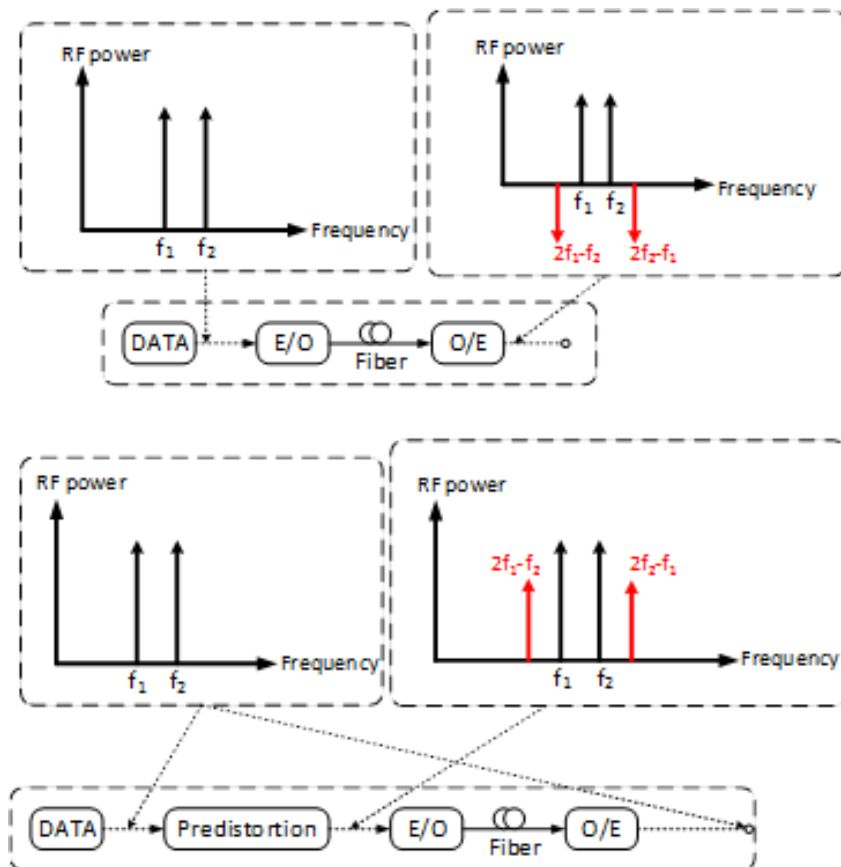 RF power
Frequency
f₁
f₂
RF power
Frequency
f₁
f₂
2f₁-f₂
2f₂-f₁
DATA
E/O
Fiber
O/E
RF power
Frequency
f₁
f₂
RF power
2f₁-f₂
2f₂-f₁
Frequency
f₁
f₂
DATA
Predistortion
E/O
Fiber
O/E